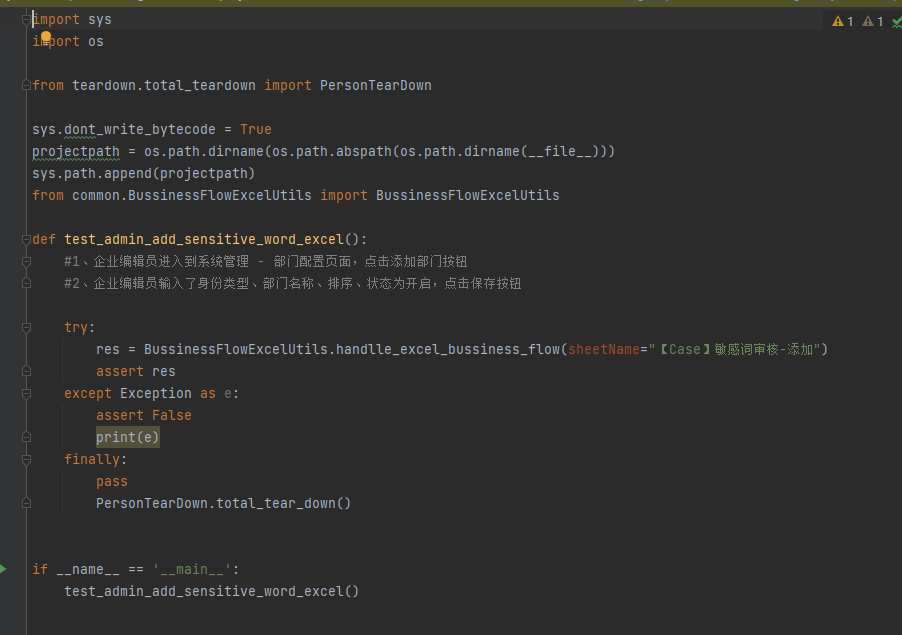 import sys
import os
from teardown.total_teardown import PersonTearDown
sys.dont_write_bytecode = True
projectpath = os.path.dirname(os.path.abspath(os.path.dirname(__file__)))
sys.path.append(projectpath)
from common.BussinessFlowExcelUtils import BussinessFlowExcelUtils
def test_admin_add_sensitive_word_excel():
#1、企业编辑员进入到系统管理 - 部门配置页面，点击添加部门按钮
#2、企业编辑员输入了身份类型、部门名称、排序、状态为开启，点击保存按钮
try:
res = BussinessFlowExcelUtils.handlle_excel_bussiness_flow(sheetName="【Case】敏感词审核-添加")
assert res
except Exception as e:
assert False
print(e)
finally:
pass
PersonTearDown.total_tear_down()
if __name__ == '__main__':
test_admin_add_sensitive_word_excel()
1 1